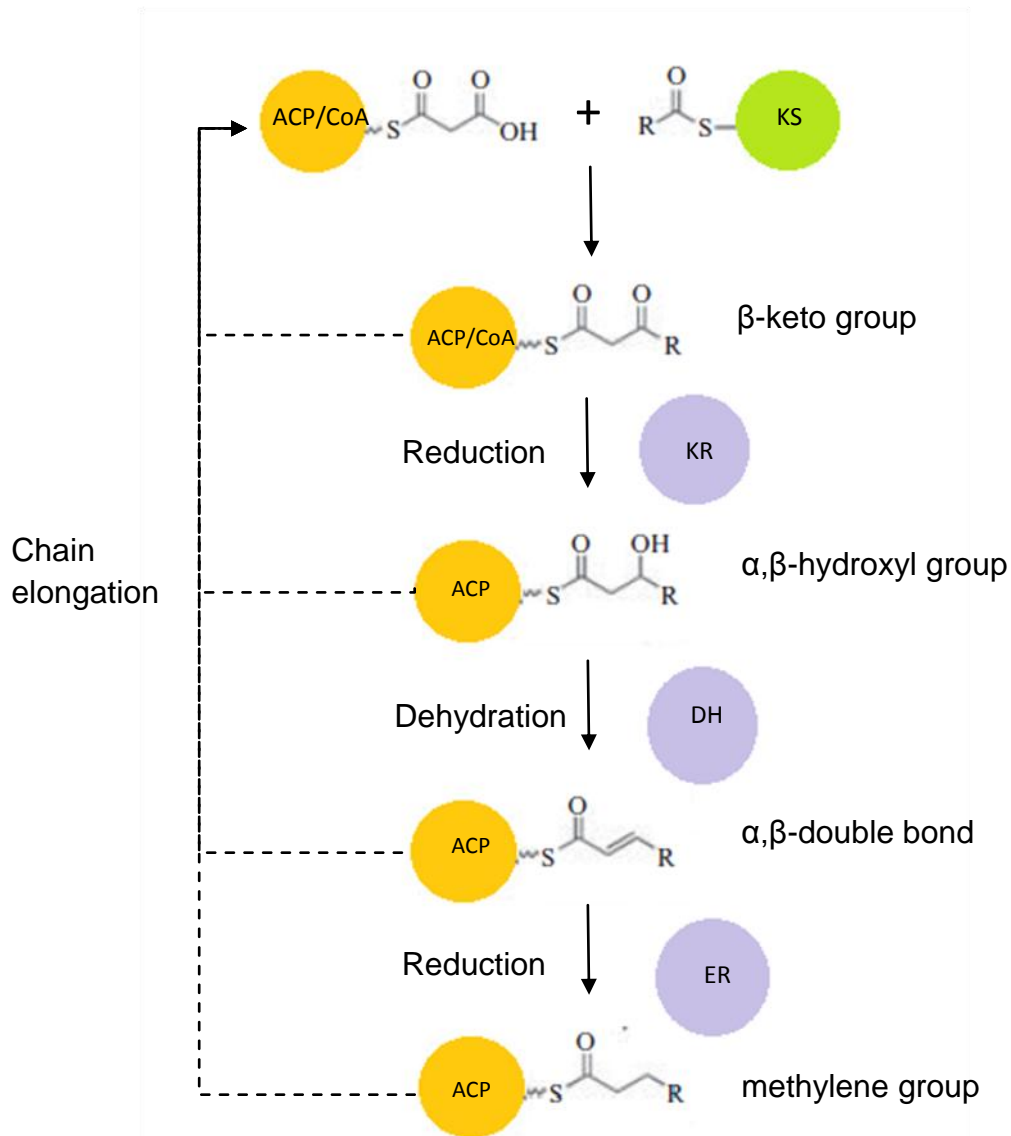 O O O
ACP/CoA S OH + R S KS
O O
ACP/CoA S R β-keto group
Reduction KR
O OH
ACP S R α,β-hydroxyl group
Chain
elongation
Dehydration DH
O
ACP S R α,β-double bond
Reduction ER
O
ACP S R methylene group